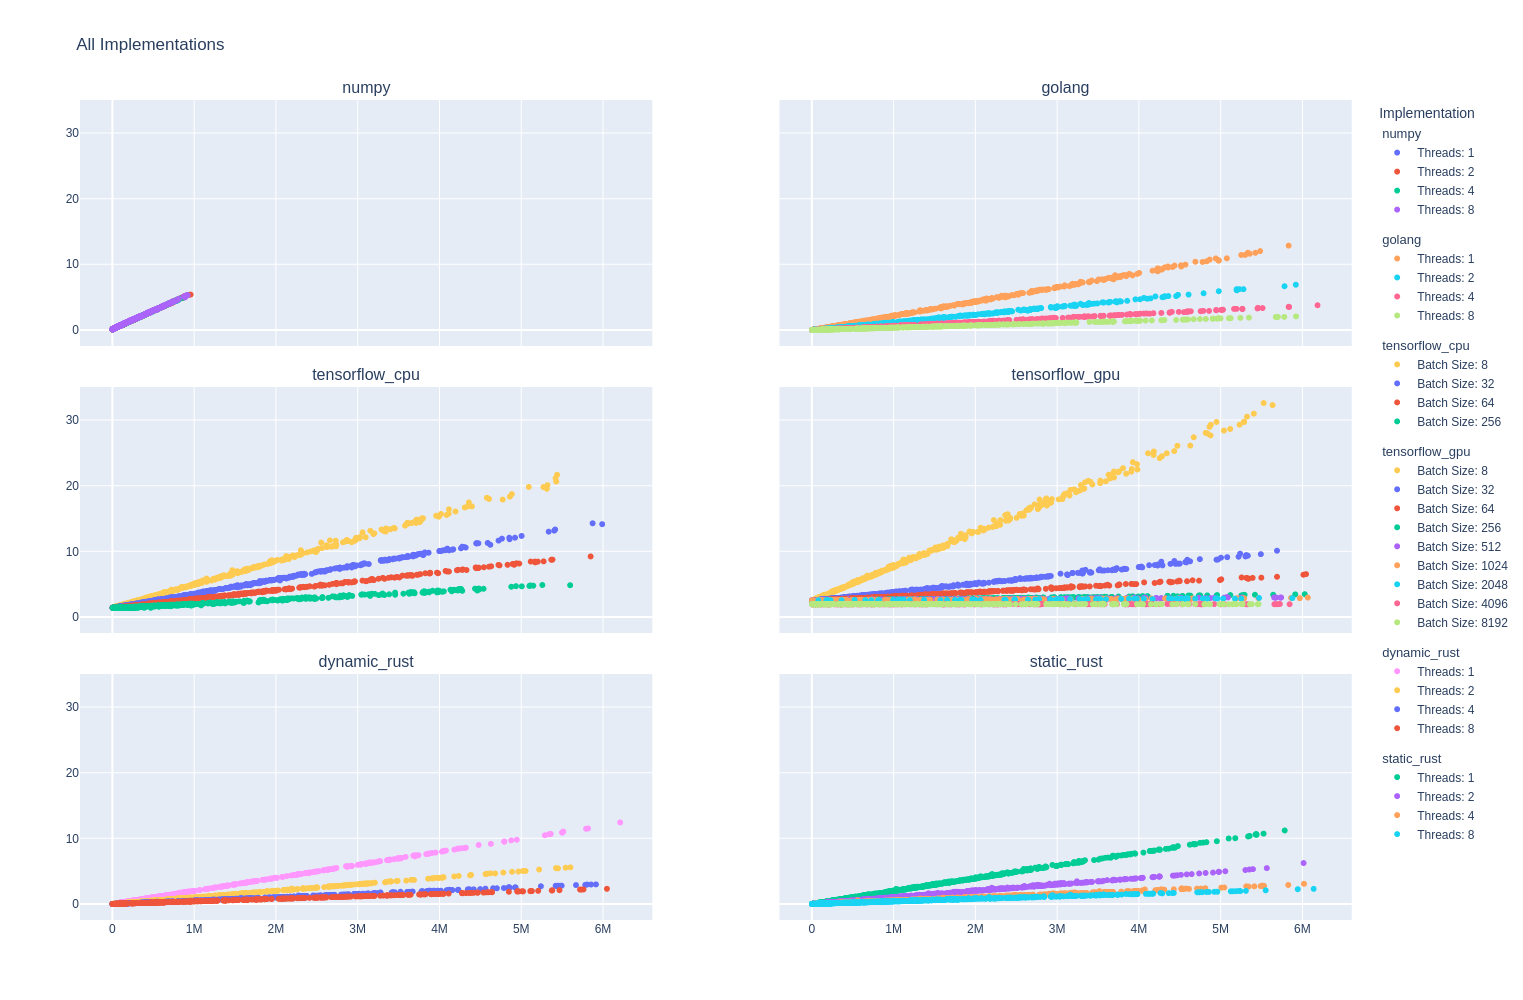 All Implementations
numpy
30
20
10
0
golang
tensorflow_cpu
30
20
10
0
tensorflow_gpu
dynamic_rust
30
20
10
0
0 1M 2M 3M 4M 5M 6M
static_rust
0 1M 2M 3M 4M 5M 6M
Implementation
numpy
Threads: 1
Threads: 2
Threads: 4
Threads: 8
golang
Threads: 1
Threads: 2
Threads: 4
Threads: 8
tensorflow_cpu
Batch Size: 8
Batch Size: 32
Batch Size: 64
Batch Size: 256
tensorflow_gpu
Batch Size: 8
Batch Size: 32
Batch Size: 64
Batch Size: 256
Batch Size: 512
Batch Size: 1024
Batch Size: 2048
Batch Size: 4096
Batch Size: 8192
dynamic_rust
Threads: 1
Threads: 2
Threads: 4
Threads: 8
static_rust
Threads: 1
Threads: 2
Threads: 4
Threads: 8